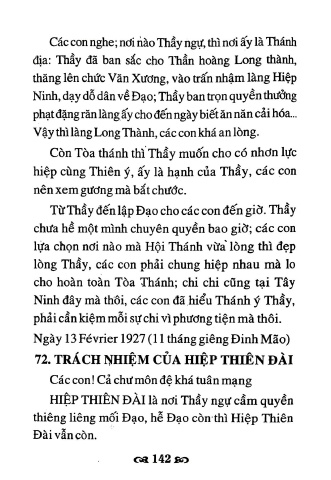 Các con nghe; nơi nào Thầy ngự, thì nơi ấy là Thánh
địa: Thầy đã ban sắc cho Thần hoàng Long thành,
thăng lên chức Văn Xương, vào trấn nhậm làng Hiệp
Ninh, dạy dỗ dân về Đạo; Thầy ban trọn quyền thưởng
phạt đặng răn làng ấy cho đến ngày biết ăn năn cải hóa...
Vậy thì làng Long Thành, các con khá an lòng.
Còn Tòa thánh thì Thầy muốn cho có nhơn lực
hiệp cùng Thiên ý, ấy là hạnh của Thầy, các con
nên xem gương mà bắt chước.
Từ Thầy đến lập Đạo cho các con đến giờ. Thầy
chưa hề một mình chuyên quyền bao giờ; các con
lựa chọn nơi nào mà Hội Thánh vừa lòng thì đẹp
lòng Thầy, các con phải chung hiệp nhau mà lo
cho hoàn toàn Tòa Thánh; chi chi cũng tại Tây
Ninh đây mà thôi, các con đã hiểu Thánh ý Thầy,
phải cần kiệm mỗi sự chi vì phương tiện mà thôi.
Ngày 13 Février 1927 (11 tháng giêng Đinh Mão)
72. TRÁCH NHIỆM CỦA HIỆP THIÊN ĐÀI
Các con! Cả chư môn đệ khá tuân mạng
HIỆP THIÊN ĐÀI là nơi Thầy ngự cầm quyền
thiêng liêng mối Đạo, hễ Đạo còn thì Hiệp Thiên
Đài vẫn còn.
142